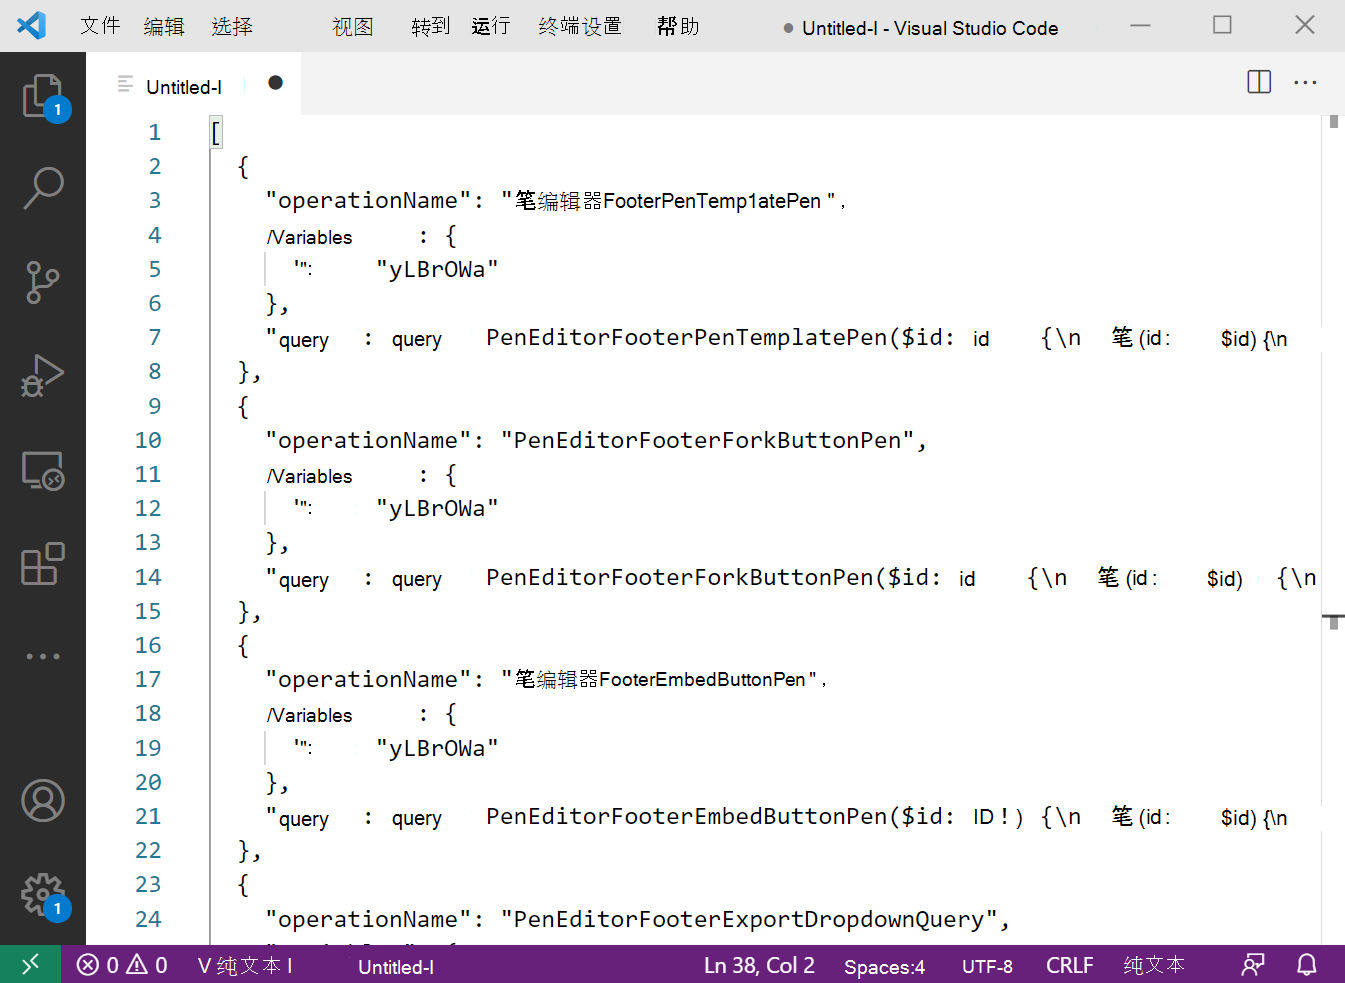 文件 编辑 选择 视图 转到 运行 终端设置 帮助 ● Untitled-I - Visual Studio Code
Untitled-I
1 [
2 {
3 "operationName": "笔编辑器FooterPenTemp1atePen ",
4 /Variables : {
5 '": "yLBrOWa"
6 },
7 "query : query PenEditorFooterPenTemplatePen($id: id {\n 笔 (id: $id) {\n
8 },
9 {
10 "operationName": "PenEditorFooterForkButtonPen",
11 /Variables : {
12 '": "yLBrOWa"
13 },
14 "query : query PenEditorFooterForkButtonPen($id: id {\n 笔 (id: $id) {\n
15 },
16 {
17 "operationName": "笔编辑器FooterEmbedButtonPen",
18 /Variables : {
19 '": "yLBrOWa"
20 },
21 "query : query PenEditorFooterEmbedButtonPen($id: ID!) {\n 笔 (id: $id) {\n
22 },
23 {
24 "operationName": "PenEditorFooterExportDropdownQuery",
1
1
0 0 V 纯文本 I Untitled-I Ln 38, Col 2 Spaces:4 UTF-8 CRLF 纯文本